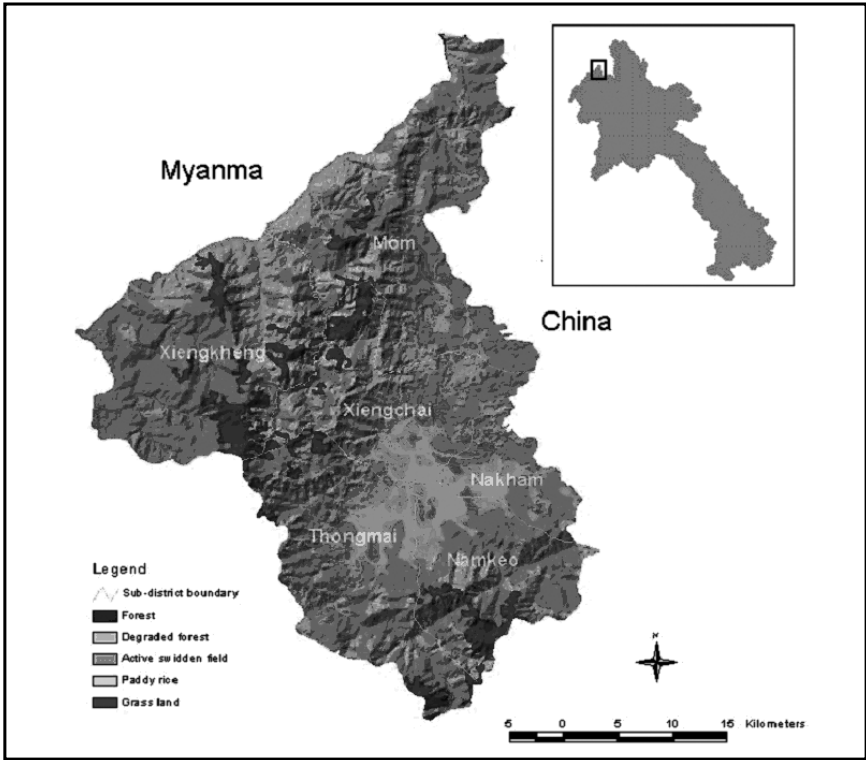 Myanma
Mom
China
Xiengkheng
Xiengchai
Nakham
Thongmai
Namkeo
Legend
Sub-district boundary
Forest
Degraded forest
Active swidden field
Paddy rice
Grass land
N
5 0 5 10 15 Kilometers